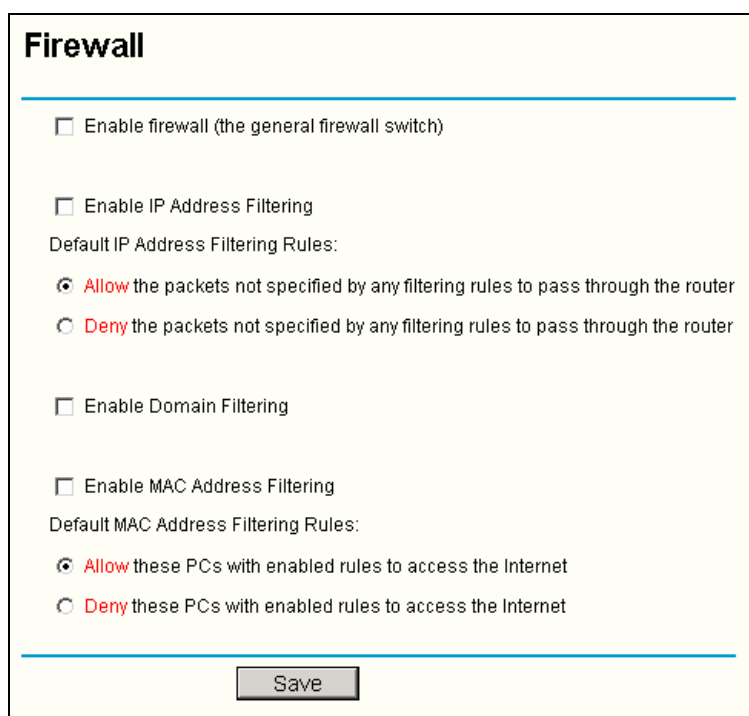 Firewall
Enable firewall (the general firewall switch)
Enable IP Address Filtering
Default IP Address Filtering Rules:
Allow the packets not specified by any filtering rules to pass through the router
Deny the packets not specified by any filtering rules to pass through the router
Enable Domain Filtering
Enable MAC Address Filtering
Default MAC Address Filtering Rules:
Allow these PCs with enabled rules to access the Internet
Deny these PCs with enabled rules to access the Internet
Save